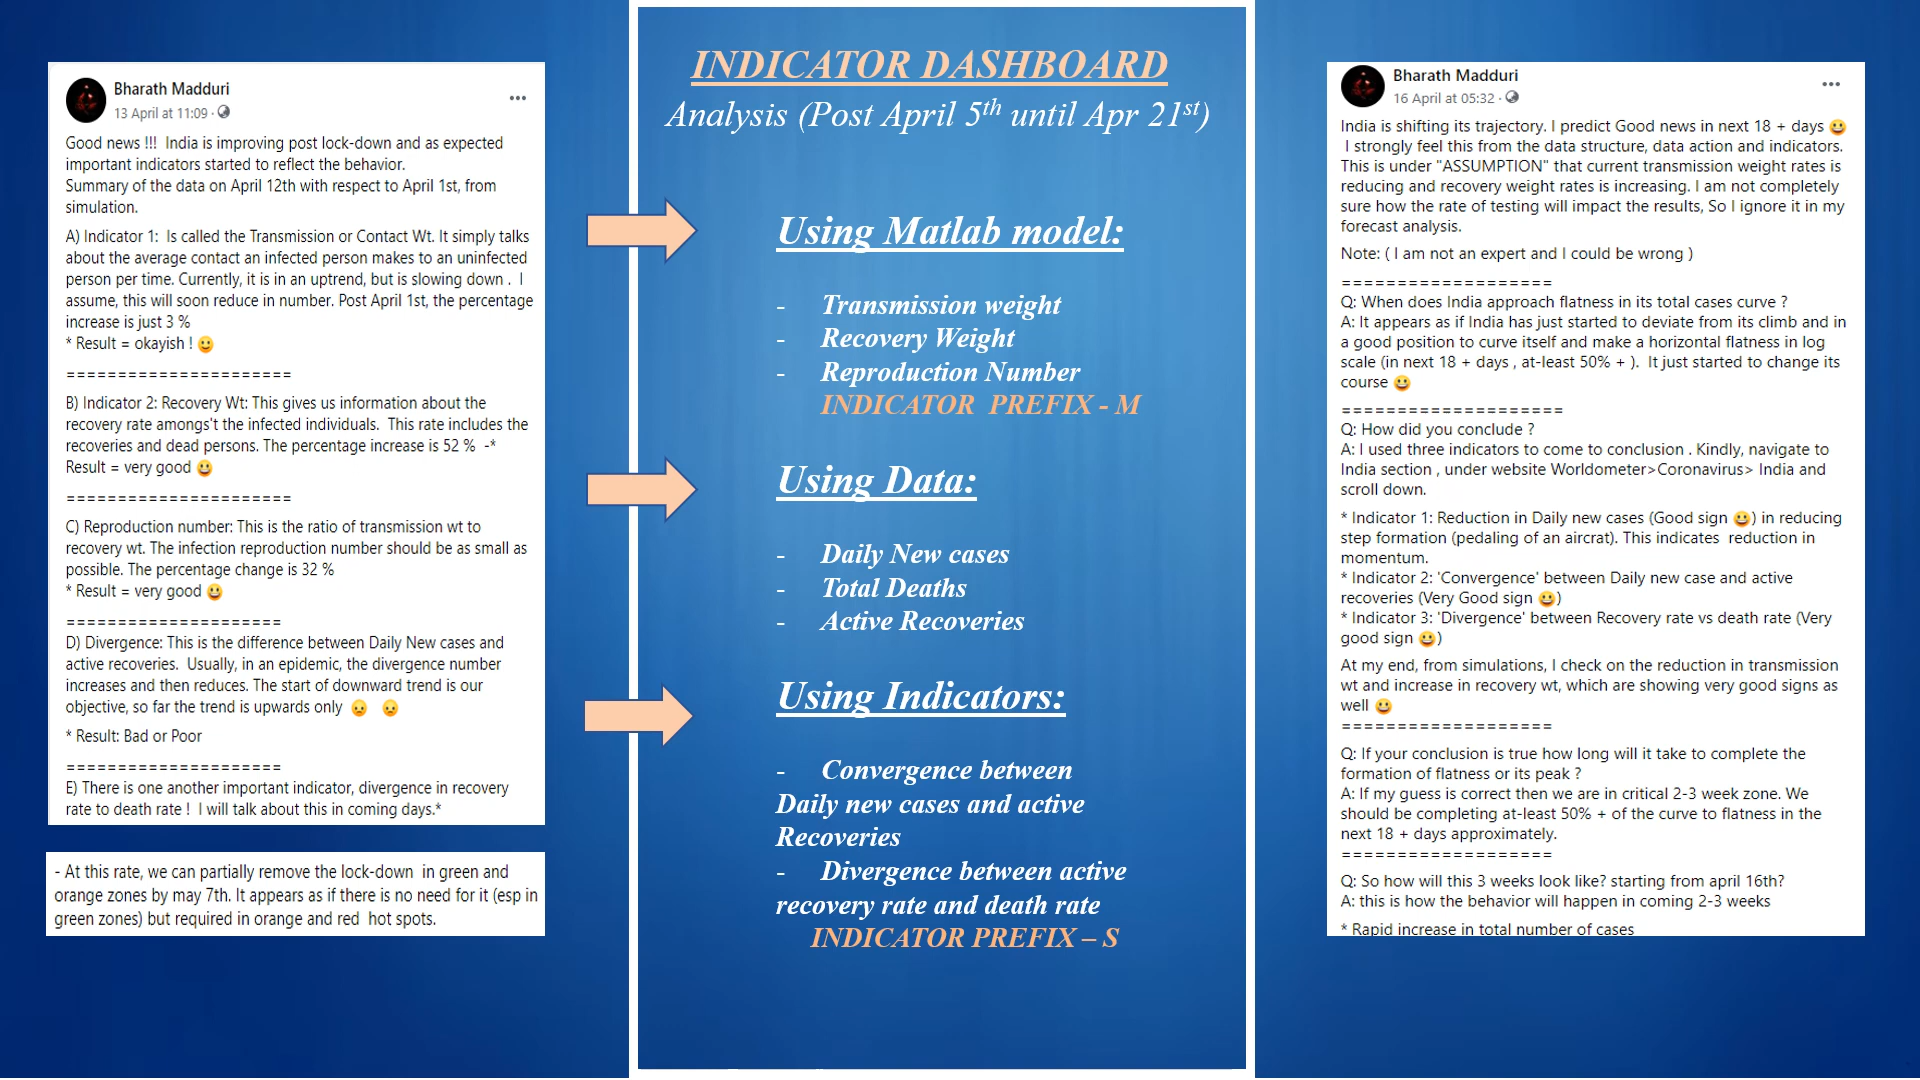 Bharath Madduri
13 April at 11:09 ·
Good news !!!  India is improving post lock-down and as expected
important indicators started to reflect the behavior.
Summary of the data on April 12th with respect to April 1st, from
simulation.
A) Indicator 1:  Is called the Transmission or Contact Wt. It simply talks
about the average contact an infected person makes to an uninfected
person per time. Currently, it is in an uptrend, but is slowing down .  I
assume, this will soon reduce in number. Post April 1st, the percentage
increase is just 3 %
* Result = okayish ! 😃
======================
B) Indicator 2: Recovery Wt: This gives us information about the
recovery rate amongs't the infected individuals.  This rate includes the
recoveries and dead persons. The percentage increase is 52 %  -*
Result = very good 😃
======================
C) Reproduction number: This is the ratio of transmission wt to
recovery wt. The infection reproduction number should be as small as
possible. The percentage change is 32 %
* Result = very good 😃
=====================
D) Divergence: This is the difference between Daily New cases and
active recoveries.  Usually, in an epidemic, the divergence number
increases and then reduces. The start of downward trend is our
objective, so far the trend is upwards only 😞 😞
* Result: Bad or Poor
=====================
E) There is one another important indicator, divergence in recovery
rate to death rate !  I will talk about this in coming days.*
- At this rate, we can partially remove the lock-down  in green and
orange zones by may 7th. It appears as if there is no need for it (esp in
green zones) but required in orange and red  hot spots.
INDICATOR DASHBOARD
Analysis (Post April 5th until Apr 21st)
Using Matlab model:
- Transmission weight
- Recovery Weight
- Reproduction Number
INDICATOR  PREFIX - M
Using Data:
- Daily New cases
- Total Deaths
- Active Recoveries
Using Indicators:
- Convergence between
Daily new cases and active
Recoveries
- Divergence between active
recovery rate and death rate
INDICATOR PREFIX – S
Bharath Madduri
16 April at 05:32 ·
India is shifting its trajectory. I predict Good news in next 18 + days 😀
I strongly feel this from the data structure, data action and indicators.
This is under "ASSUMPTION" that current transmission weight rates is
reducing and recovery weight rates is increasing. I am not completely
sure how the rate of testing will impact the results, So I ignore it in my
forecast analysis.
Note: ( I am not an expert and I could be wrong )
===================
Q: When does India approach flatness in its total cases curve ?
A: It appears as if India has just started to deviate from its climb and in
a good position to curve itself and make a horizontal flatness in log
scale (in next 18 + days , at-least 50% + ).  It just started to change its
course 😀
====================
Q: How did you conclude ?
A: I used three indicators to come to conclusion . Kindly, navigate to
India section , under website Worldometer>Coronavirus> India and
scroll down.
* Indicator 1: Reduction in Daily new cases (Good sign 😀) in reducing
step formation (pedaling of an aircrat). This indicates  reduction in
momentum.
* Indicator 2: 'Convergence' between Daily new case and active
recoveries (Very Good sign 😀)
* Indicator 3: 'Divergence' between Recovery rate vs death rate (Very
good sign 😀)
At my end, from simulations, I check on the reduction in transmission
wt and increase in recovery wt, which are showing very good signs as
well 😀
===================
Q: If your conclusion is true how long will it take to complete the
formation of flatness or its peak ?
A: If my guess is correct then we are in critical 2-3 week zone. We
should be completing at-least 50% + of the curve to flatness in the
next 18 + days approximately.
===================
Q: So how will this 3 weeks look like? starting from april 16th?
A: this is how the behavior will happen in coming 2-3 weeks
* Rapid increase in total number of cases